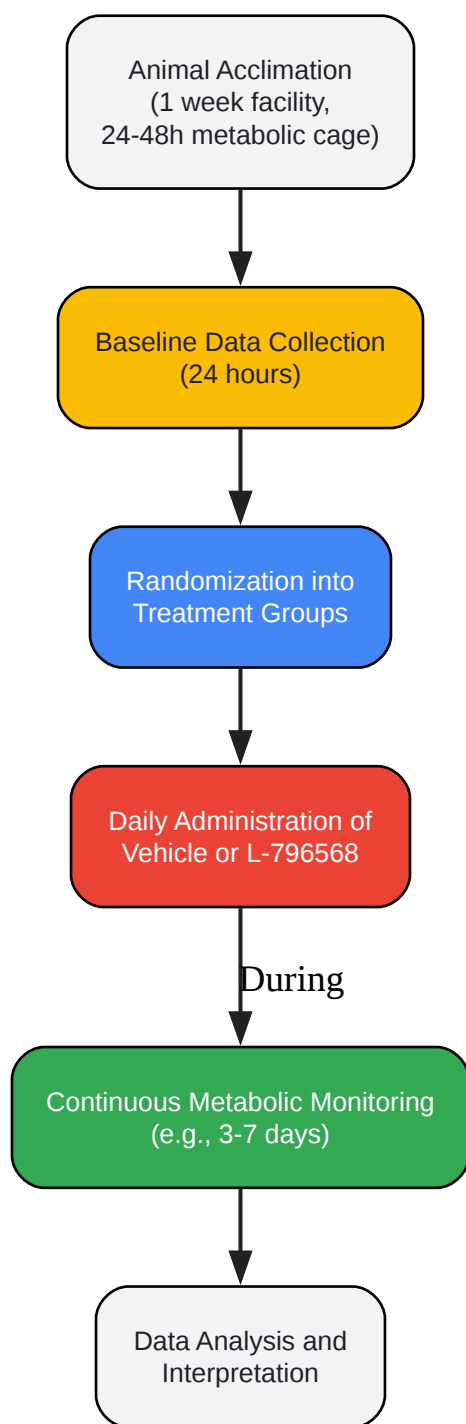 Animal Acclimation
(1 week facility,
24-48h metabolic cage)
Baseline Data Collection
(24 hours)
Randomization into
Treatment Groups
Daily Administration of
Vehicle or L-796568
During
Continuous Metabolic Monitoring
(e.g., 3-7 days)
Data Analysis and
Interpretation